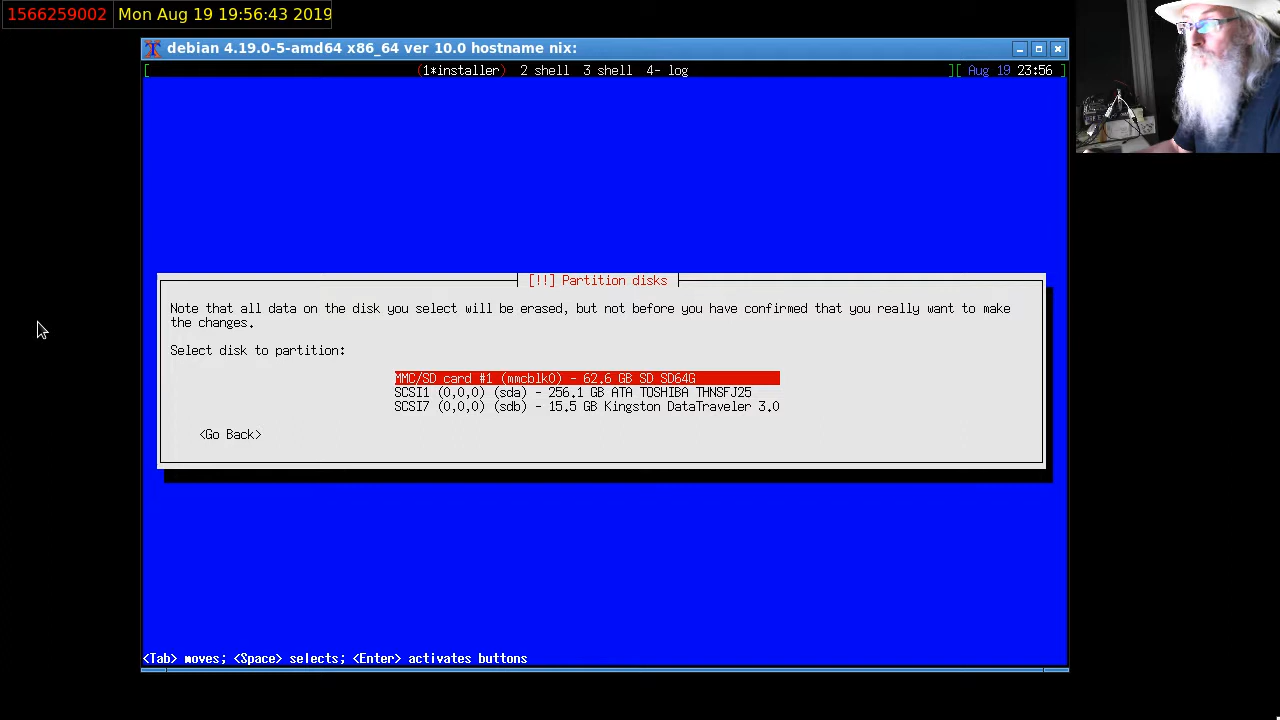 1566259002 Mon Aug 19 19:56:43 2019
debian 4.19.0-5-amd64 x86_64 ver 10.0 hostname nix:
[ (1*installer) 2 shell 3 shell 4- log ][ Aug 19 23:56 ]
[!!] Partition disks
Note that all data on the disk you select will be erased, but not before you have confirmed that you really want to make
the changes.
Select disk to partition:
MMC/SD card #1 (mmcblk0) - 62.6 GB SD SD64G
SCSI1 (0,0,0) (sda) - 256.1 GB ATA TOSHIBA THNSFJ25
SCSI7 (0,0,0) (sdb) - 15.5 GB Kingston DataTraveler 3.0
<Go Back>
<Tab> moves; <Space> selects; <Enter> activates buttons